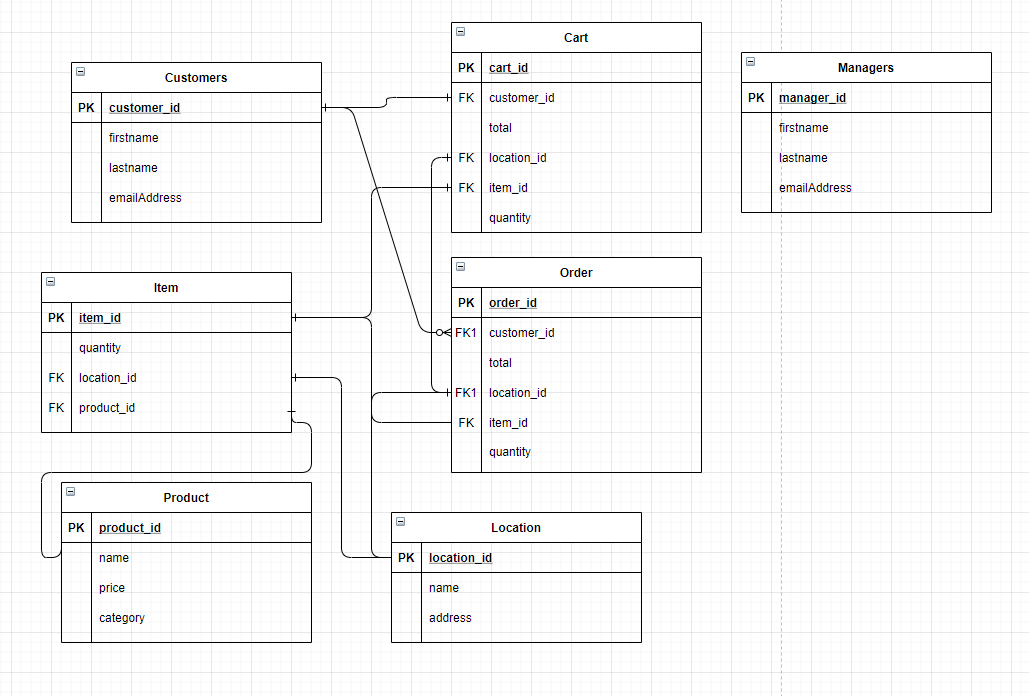 Customers
PK customer_id
firstname
lastname
emailAddress
Cart
PK cart_id
FK customer_id
total
FK location_id
FK item_id
quantity
Managers
PK manager_id
firstname
lastname
emailAddress
Item
PK item_id
quantity
FK location_id
FK product_id
Order
PK order_id
FK1 customer_id
total
FK1 location_id
FK item_id
quantity
Product
PK product_id
name
price
category
Location
PK location_id
name
address